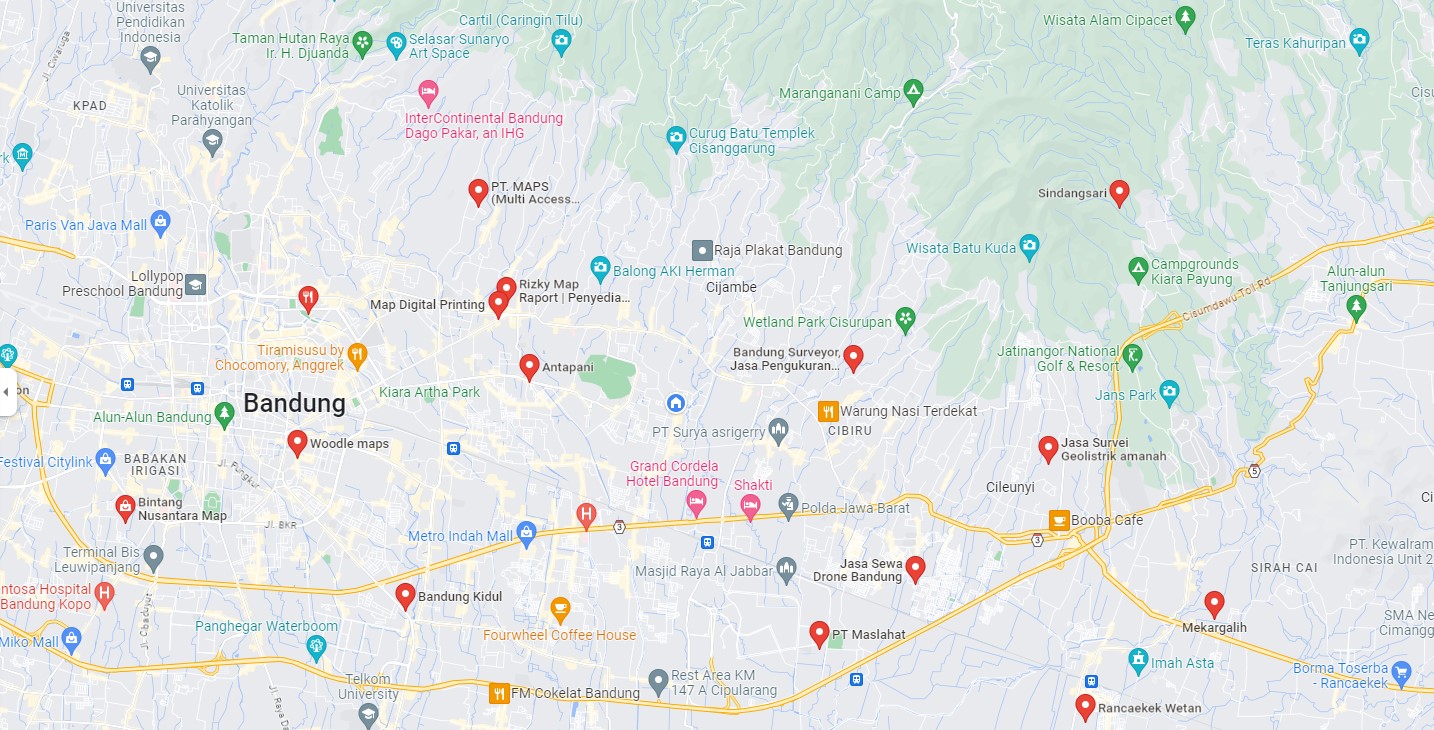 Universitas
Pendidikan
Indonesia
Cartil (Caringin Tilu)
Wisata Alam Cipacet
Taman Hutan Raya
Ir. H. Djuanda
Selasar Sunaryo
Art Space
Teras Kahuripan
Jl. Ciwaruga
KPAD
Universitas
Katolik
Parahyangan
InterContinental Bandung
Dago Pakar, an IHG
Maranganani Camp
Curug Batu Templek
Cisanggarung
PT. MAPS
(Multi Access...
Sindangsari
Paris Van Java Mall
Raja Plakat Bandung
Wisata Batu Kuda
Lollypop
Preschool Bandung
Balong AKI Herman
Cijambe
Campgrounds
Kiara Payung
Alun-alun
Tanjungsari
Rizky Map
Raport | Penyedia...
Map Digital Printing
Cisumdawu Toll Rd
Wetland Park Cisurupan
Tiramisusu by
Chocomory, Anggrek
Antapani
Bandung Surveyor,
Jasa Pengukuran...
Jatinangor National
Golf & Resort
Kiara Artha Park
Jans Park
Bandung
Alun-Alun Bandung
Warung Nasi Terdekat
CIBIRU
PT Surya asrigerry
Woodle maps
Jasa Survei
Geolistrik amanah
Festival Citylink
BABAKAN
IRIGASI
Jl. Pungkur
Grand Cordela
Hotel Bandung
Shakti
5
Cileunyi
Bintang
Nusantara Map
Jl. BKR
Polda Jawa Barat
Booba Cafe
3
3
Metro Indah Mall
Terminal Bis
Leuwipanjang
Masjid Raya Al Jabbar
Jasa Sewa
Drone Bandung
PT. Kewalram
Indonesia Unit 2
SIRAH CAI
Bandung Kopo
Bandung Kidul
Jl. Cibaduyut
Panghegar Waterboom
Fourwheel Coffee House
PT Maslahat
Mekargalih
SMA Ne
Cimangg
Miko Mall
Imah Asta
Borma Toserba
- Rancaekek
Telkom
University
Rest Area KM
147 A Cipularang
FM Cokelat Bandung
Jl. Raya Da
Rancaekek Wetan